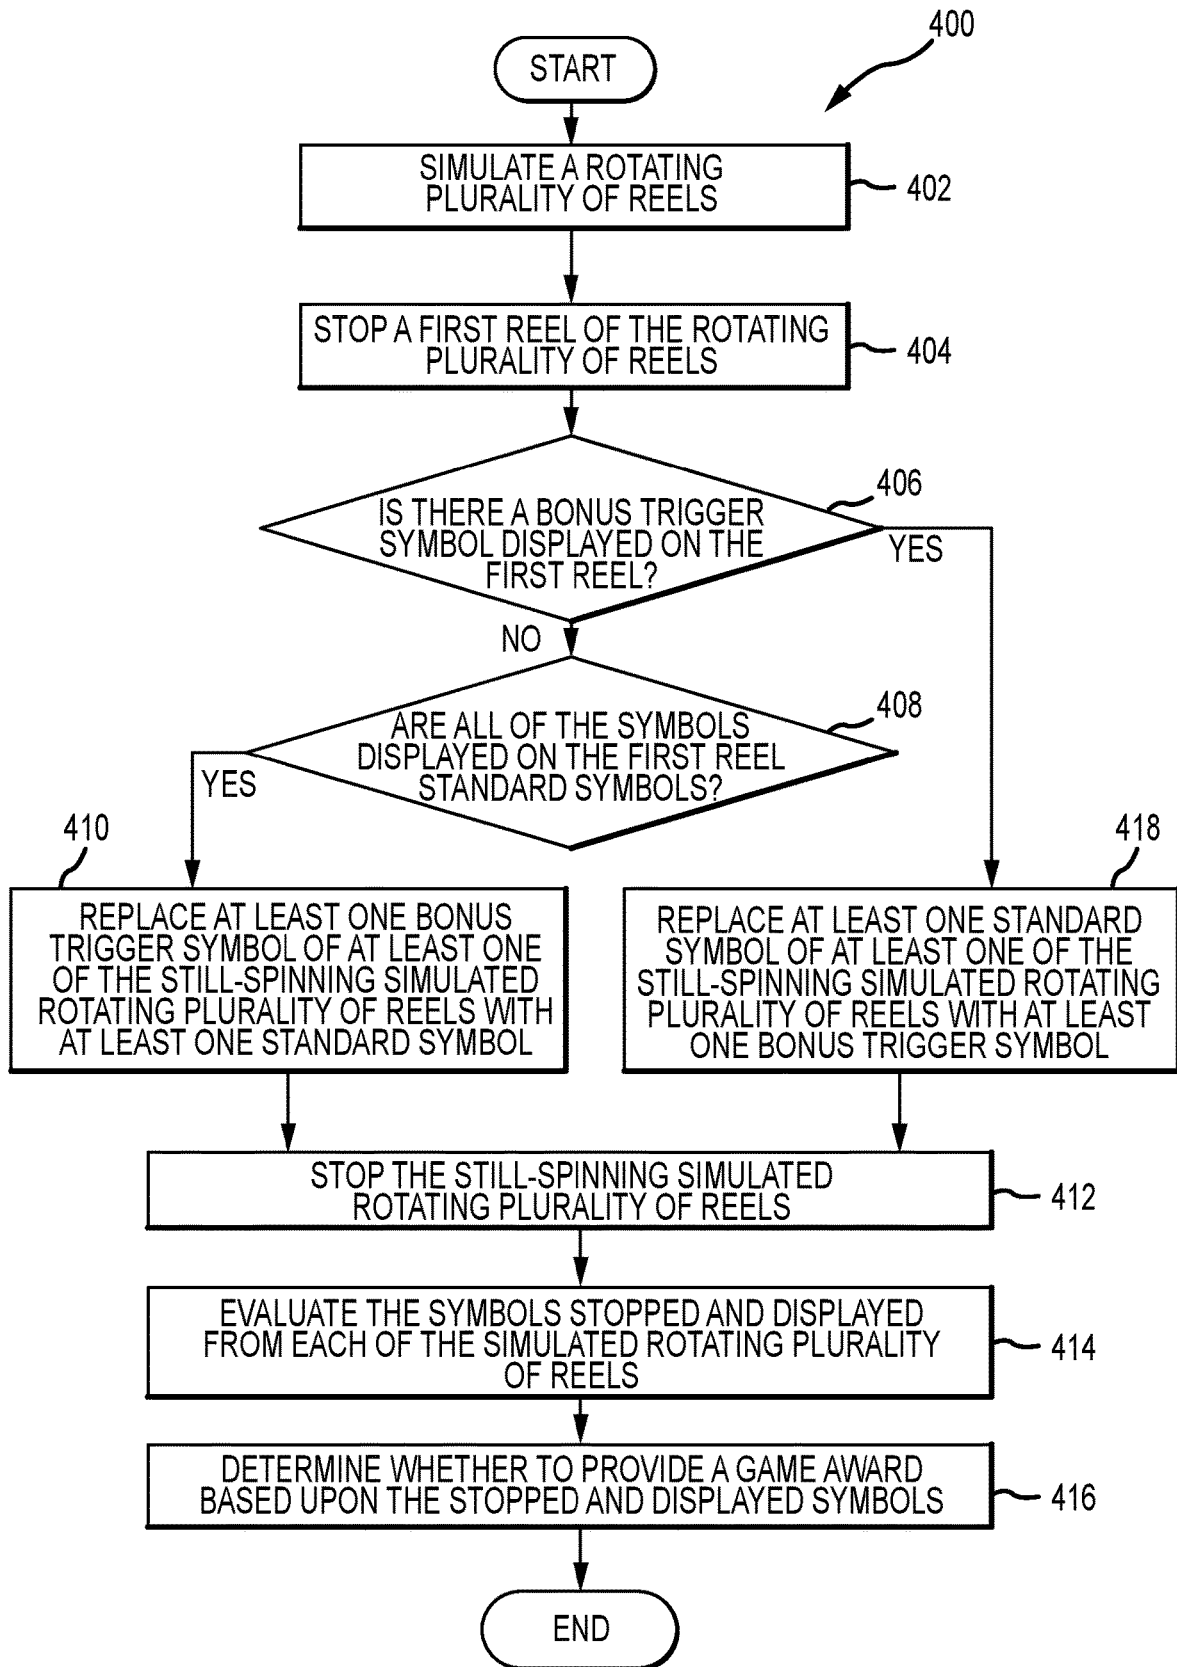 400
START
SIMULATE A ROTATING
PLURALITY OF REELS
402
STOP A FIRST REEL OF THE ROTATING
PLURALITY OF REELS
404
406
IS THERE A BONUS TRIGGER
SYMBOL DISPLAYED ON THE
FIRST REEL?
YES
NO
408
ARE ALL OF THE SYMBOLS
DISPLAYED ON THE FIRST REEL
STANDARD SYMBOLS?
YES
410
REPLACE AT LEAST ONE BONUS
TRIGGER SYMBOL OF AT LEAST ONE
OF THE STILL-SPINNING SIMULATED
ROTATING PLURALITY OF REELS WITH
AT LEAST ONE STANDARD SYMBOL
418
REPLACE AT LEAST ONE STANDARD
SYMBOL OF AT LEAST ONE OF THE
STILL-SPINNING SIMULATED ROTATING
PLURALITY OF REELS WITH AT LEAST
ONE BONUS TRIGGER SYMBOL
STOP THE STILL-SPINNING SIMULATED
ROTATING PLURALITY OF REELS
412
EVALUATE THE SYMBOLS STOPPED AND DISPLAYED
FROM EACH OF THE SIMULATED ROTATING PLURALITY
OF REELS
414
DETERMINE WHETHER TO PROVIDE A GAME AWARD
BASED UPON THE STOPPED AND DISPLAYED SYMBOLS
416
END